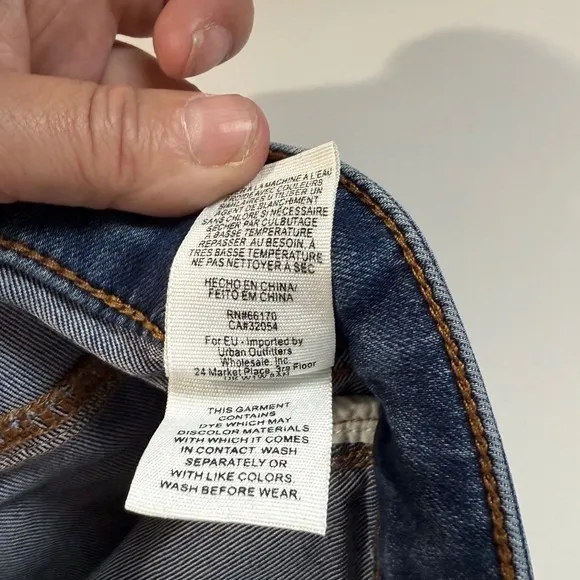 LA MACHINE A L'EAU
AVEC COULEURS
UTILISER UN
AGENT DE BLANCHIMENT
SANS CHLORE SI NÉCESSAIRE
SÉCHER PAR CULBUTAGE
À BASSE TEMPÉRATURE
REPASSER AU BESOIN, À
TRÈS BASSE TEMPÉRATURE
NE PAS NETTOYER À SEC
HECHO EN CHINA/
FEITO EM CHINA/
RN#66170
CA#32054
For EU - Imported by
Urban Outfitters
Wholesale, Inc.
24 Market Place, 3rd Floor
THIS GARMENT
CONTAINS
DYE WHICH MAY
DISCOLOR MATERIALS
WITH WHICH IT COMES
IN CONTACT. WASH
SEPARATELY OR
WITH LIKE COLORS.
WASH BEFORE WEAR.